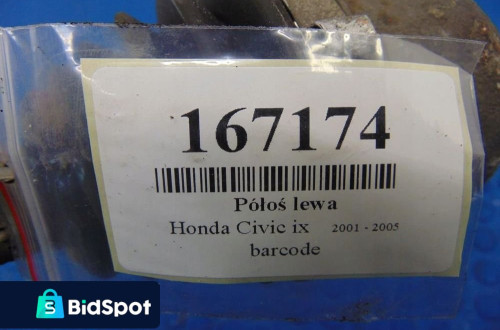 167174
Półoś lewa
Honda Civic ix 2001 - 2005
barcode
BidSpot